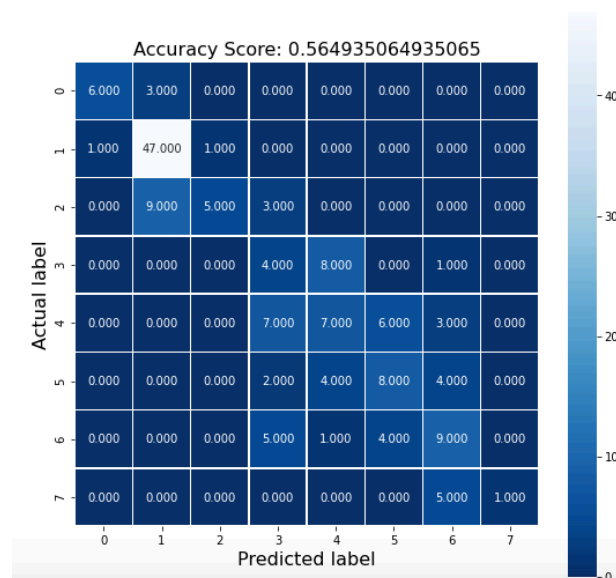 Accuracy Score: 0.564935064935065
0 6.000 3.000 0.000 0.000 0.000 0.000 0.000 0.000
1 1.000 47.000 1.000 0.000 0.000 0.000 0.000 0.000
2 0.000 9.000 5.000 3.000 0.000 0.000 0.000 0.000
3 0.000 0.000 0.000 4.000 8.000 0.000 1.000 0.000
4 0.000 0.000 0.000 7.000 7.000 6.000 3.000 0.000
5 0.000 0.000 0.000 2.000 4.000 8.000 4.000 0.000
6 0.000 0.000 0.000 5.000 1.000 4.000 9.000 0.000
7 0.000 0.000 0.000 0.000 0.000 0.000 5.000 1.000
0 1 2 3 4 5 6 7
Actual label
Predicted label
40
30
20
10
0